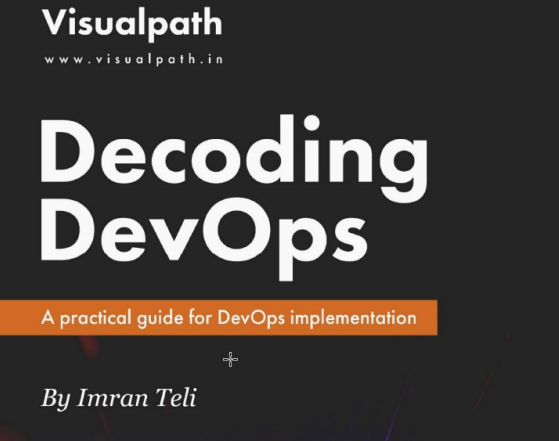 Visualpath
www.visualpath.in
Decoding
DevOps
A practical guide for DevOps implementation
By Imran Teli